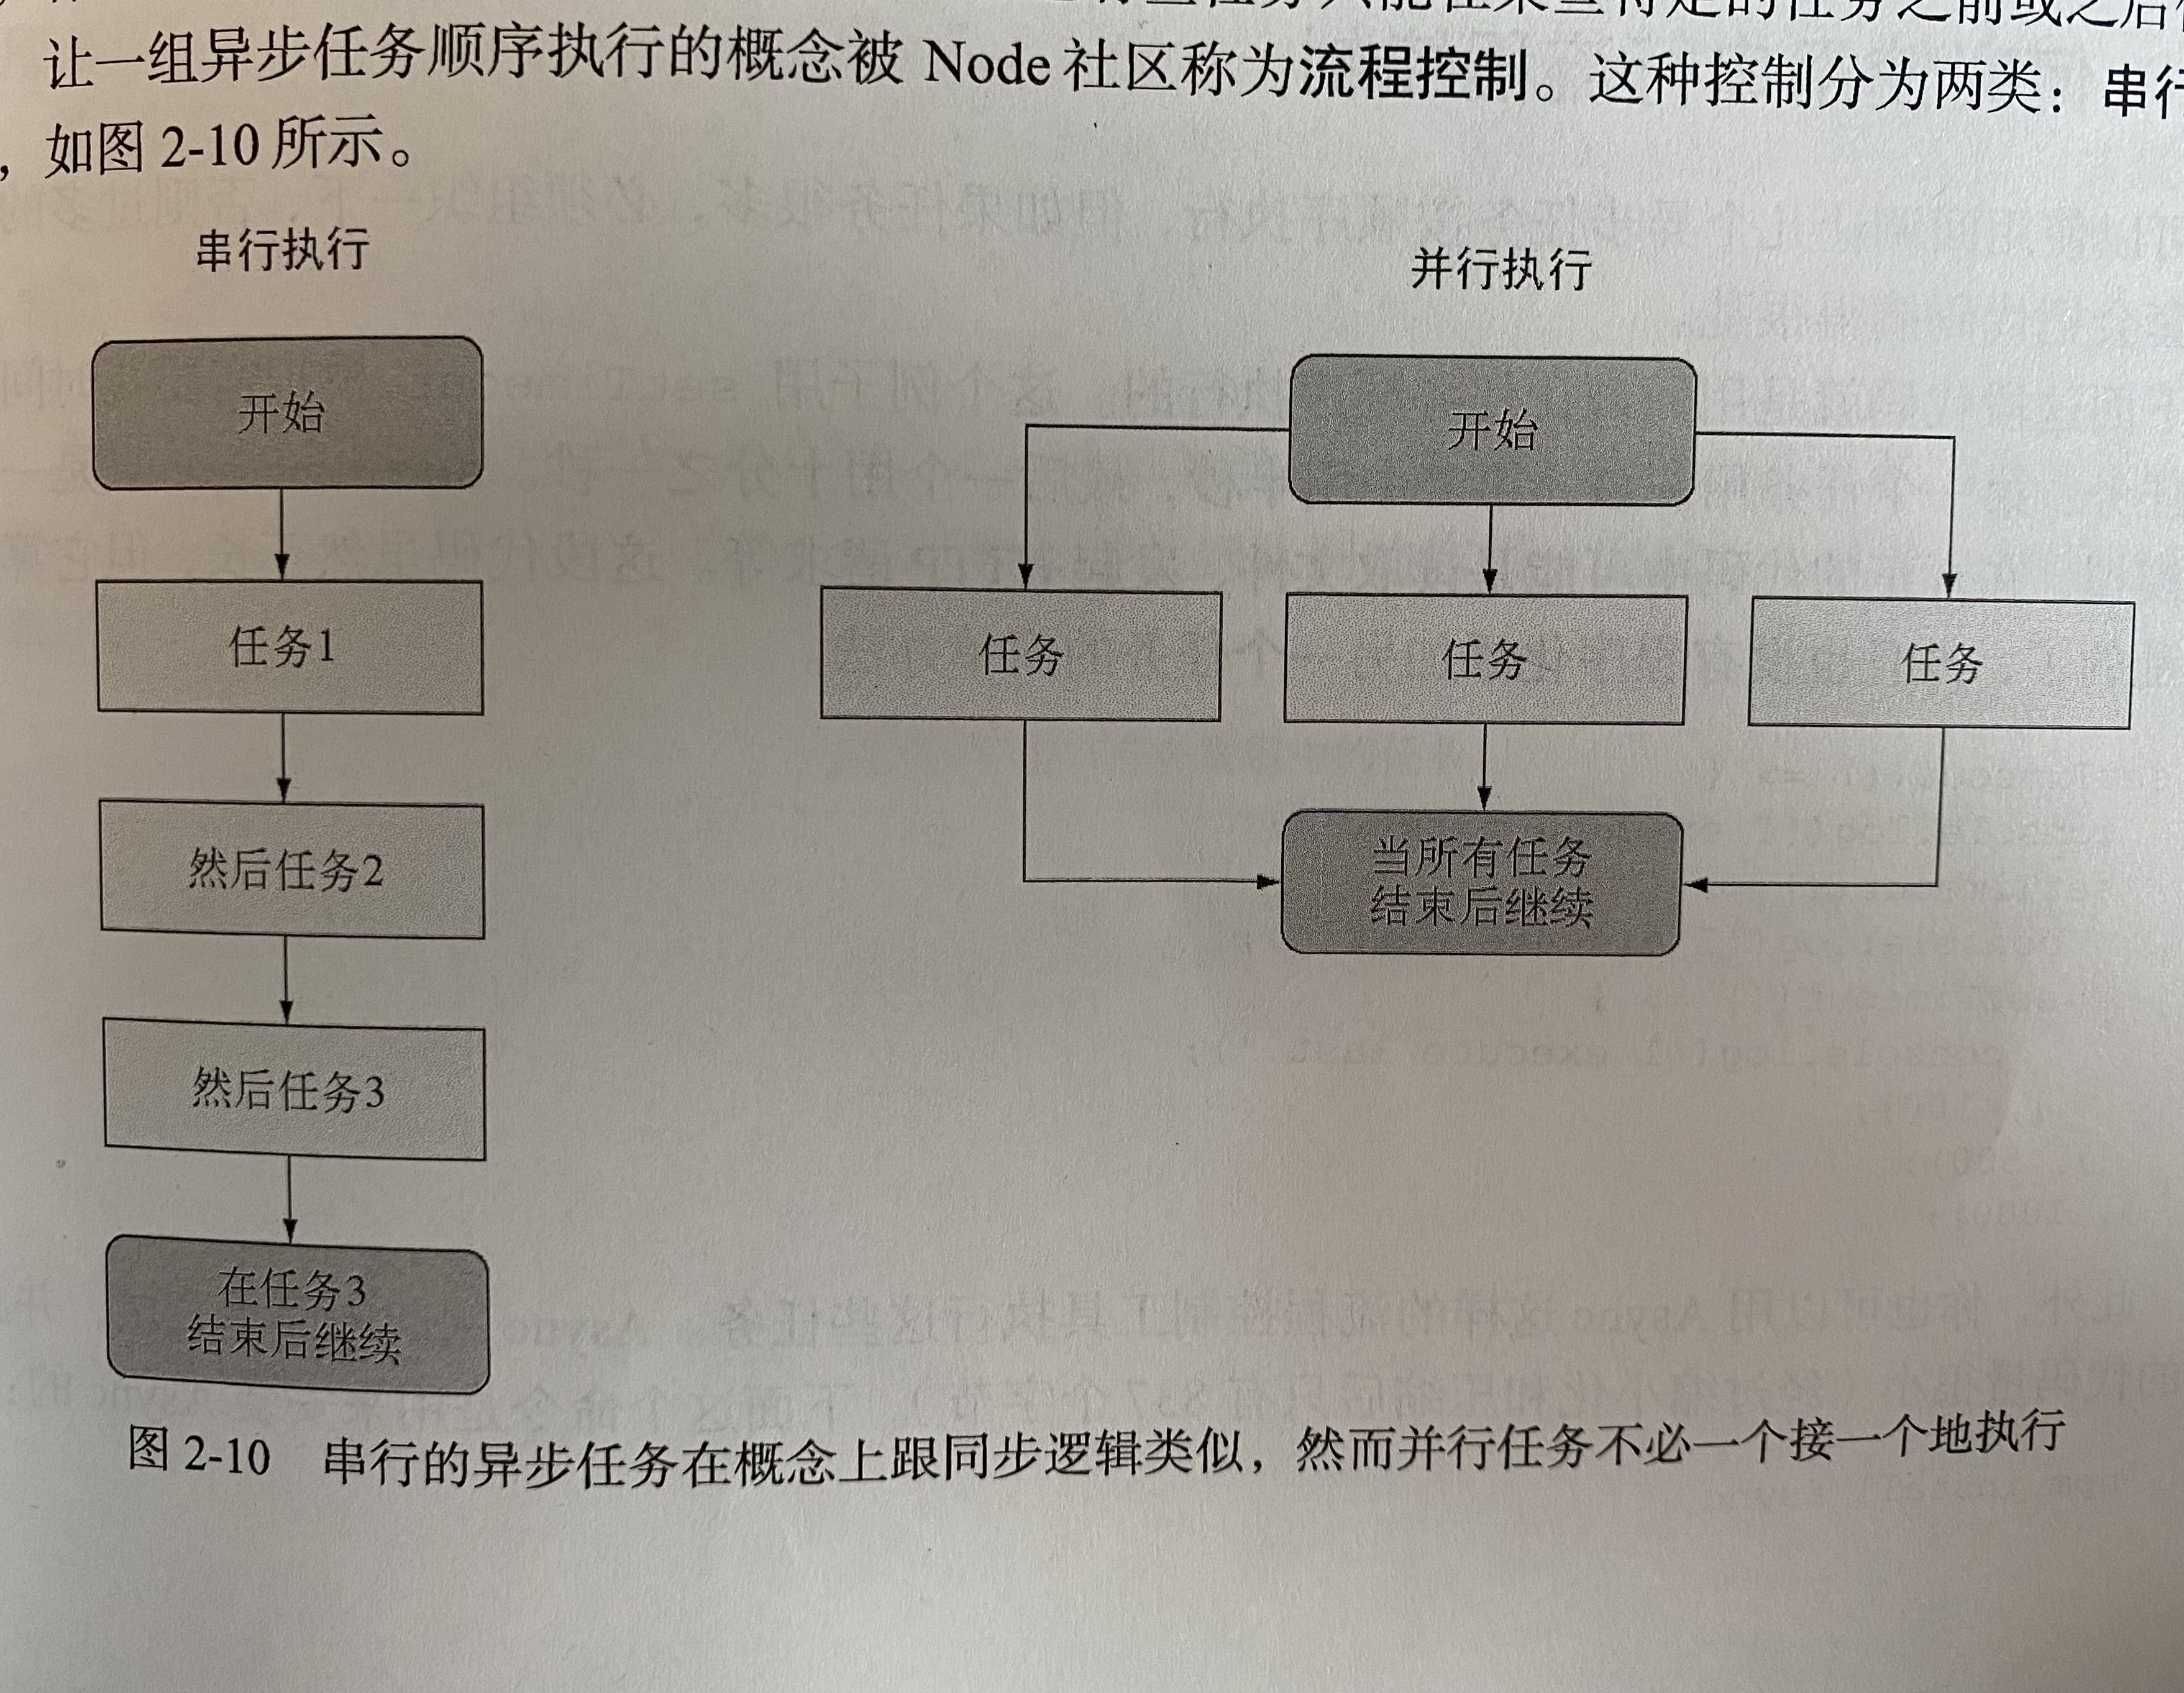 任务只能在某些特定的任务之前或之后
让一组异步任务顺序执行的概念被 Node 社区称为流程控制。这种控制分为两类：串行
，如图 2-10 所示。
串行执行
并行执行
开始
任务1
然后任务2
然后任务3
在任务3
结束后继续
开始
任务
任务
任务
当所有任务
结束后继续
图 2-10 串行的异步任务在概念上跟同步逻辑类似，然而并行任务不必一个接一个地执行